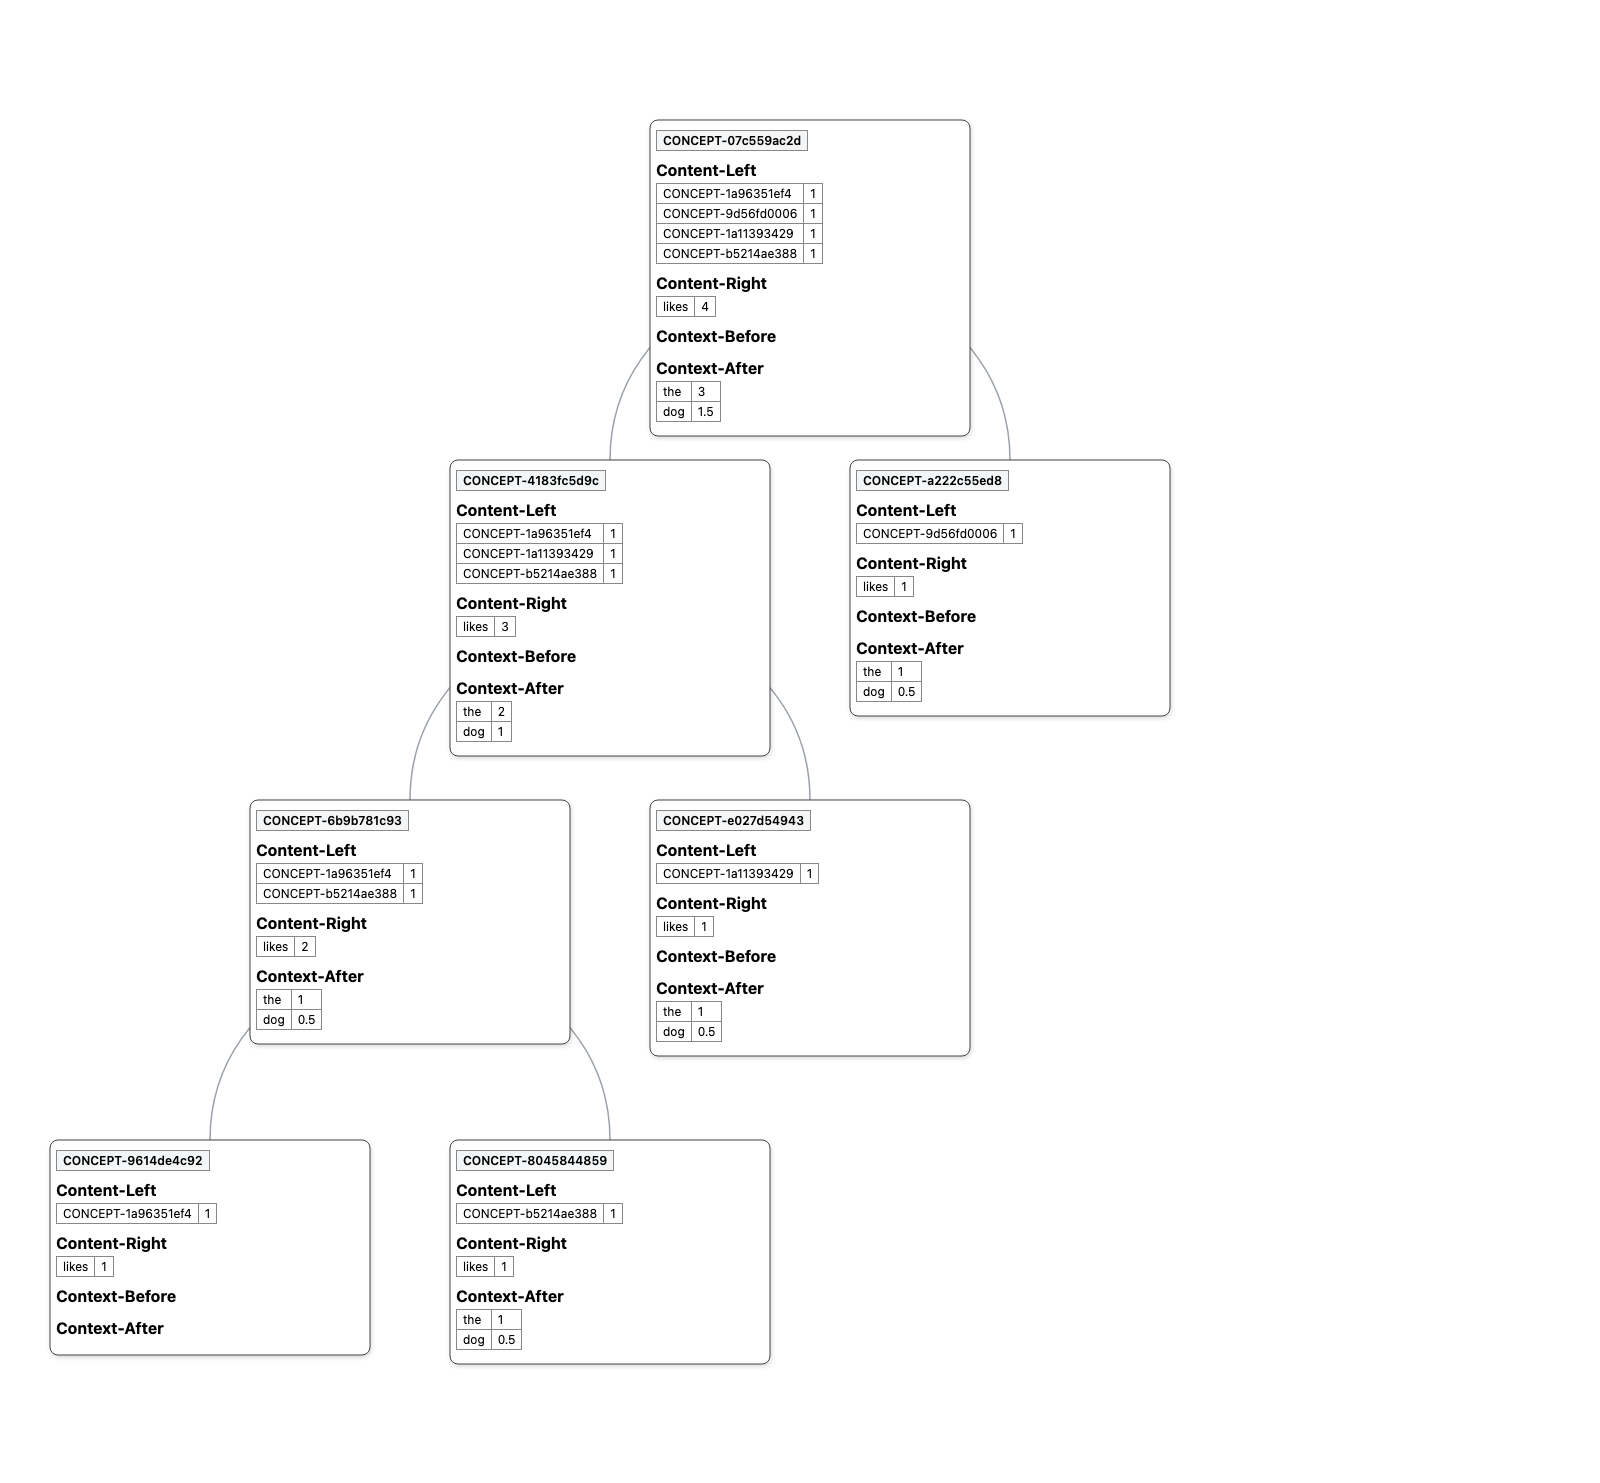 CONCEPT-07c559ac2d
Content-Left
CONCEPT-1a96351ef4 1
CONCEPT-9d56fd0006 1
CONCEPT-1a11393429 1
CONCEPT-b5214ae388 1
Content-Right
likes 4
Context-Before
Context-After
the 3
dog 1.5
CONCEPT-4183fc5d9c
Content-Left
CONCEPT-1a96351ef4 1
CONCEPT-1a11393429 1
CONCEPT-b5214ae388 1
Content-Right
likes 3
Context-Before
Context-After
the 2
dog 1
CONCEPT-a222c55ed8
Content-Left
CONCEPT-9d56fd0006 1
Content-Right
likes 1
Context-Before
Context-After
the 1
dog 0.5
CONCEPT-6b9b781c93
Content-Left
CONCEPT-1a96351ef4 1
CONCEPT-b5214ae388 1
Content-Right
likes 2
Context-After
the 1
dog 0.5
CONCEPT-e027d54943
Content-Left
CONCEPT-1a11393429 1
Content-Right
likes 1
Context-Before
Context-After
the 1
dog 0.5
CONCEPT-9614de4c92
Content-Left
CONCEPT-1a96351ef4 1
Content-Right
likes 1
Context-Before
Context-After
CONCEPT-8045844859
Content-Left
CONCEPT-b5214ae388 1
Content-Right
likes 1
Context-After
the 1
dog 0.5